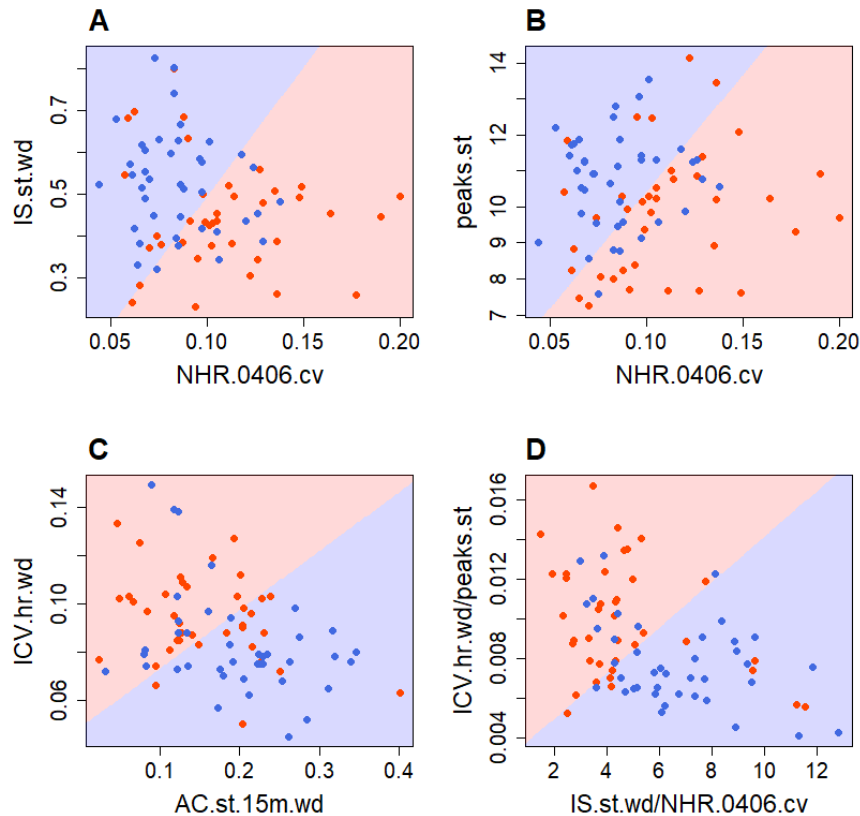 A
IS.st.wd
0.3 0.5 0.7
0.05 0.10 0.15 0.20
NHR.0406.cv
B
peaks.st
7 8 9 10 11 12 14
0.05 0.10 0.15 0.20
NHR.0406.cv
C
ICV.hr.wd
0.06 0.10 0.14
0.1 0.2 0.3 0.4
AC.st.15m.wd
D
ICV.hr.wd/peaks.st
0.004 0.008 0.012 0.016
2 4 6 8 10 12
IS.st.wd/NHR.0406.cv